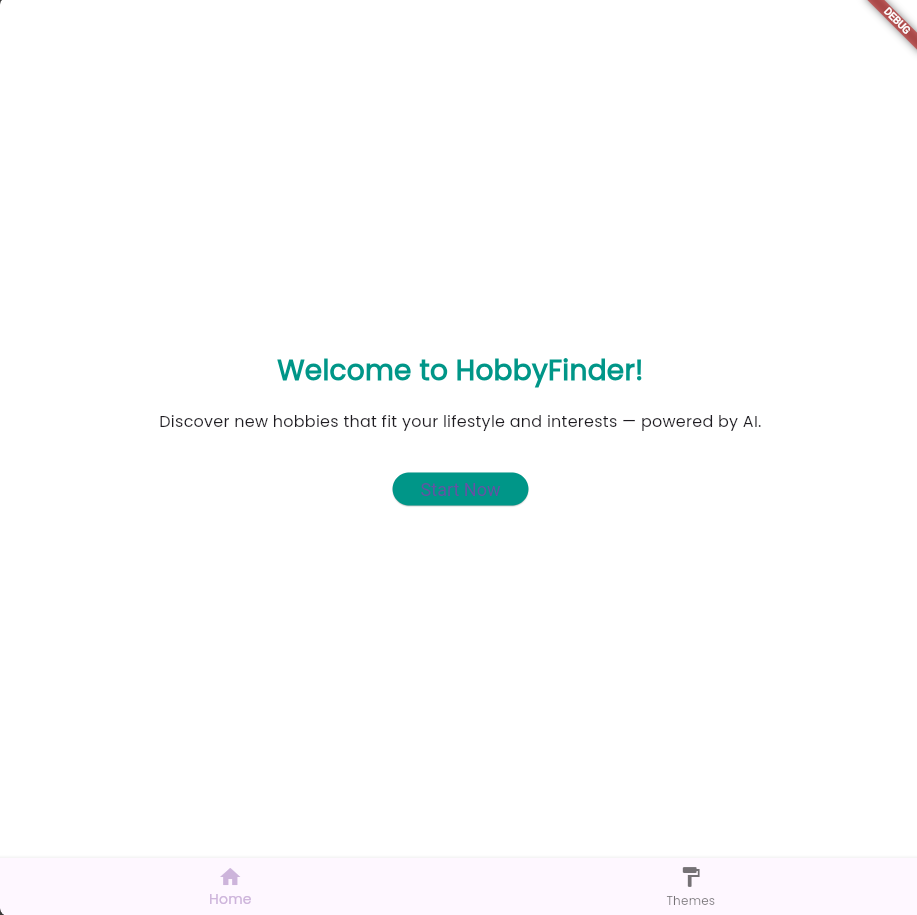 DEBUG
Welcome to HobbyFinder!
Discover new hobbies that fit your lifestyle and interests — powered by AI.
Start Now
Home
Themes